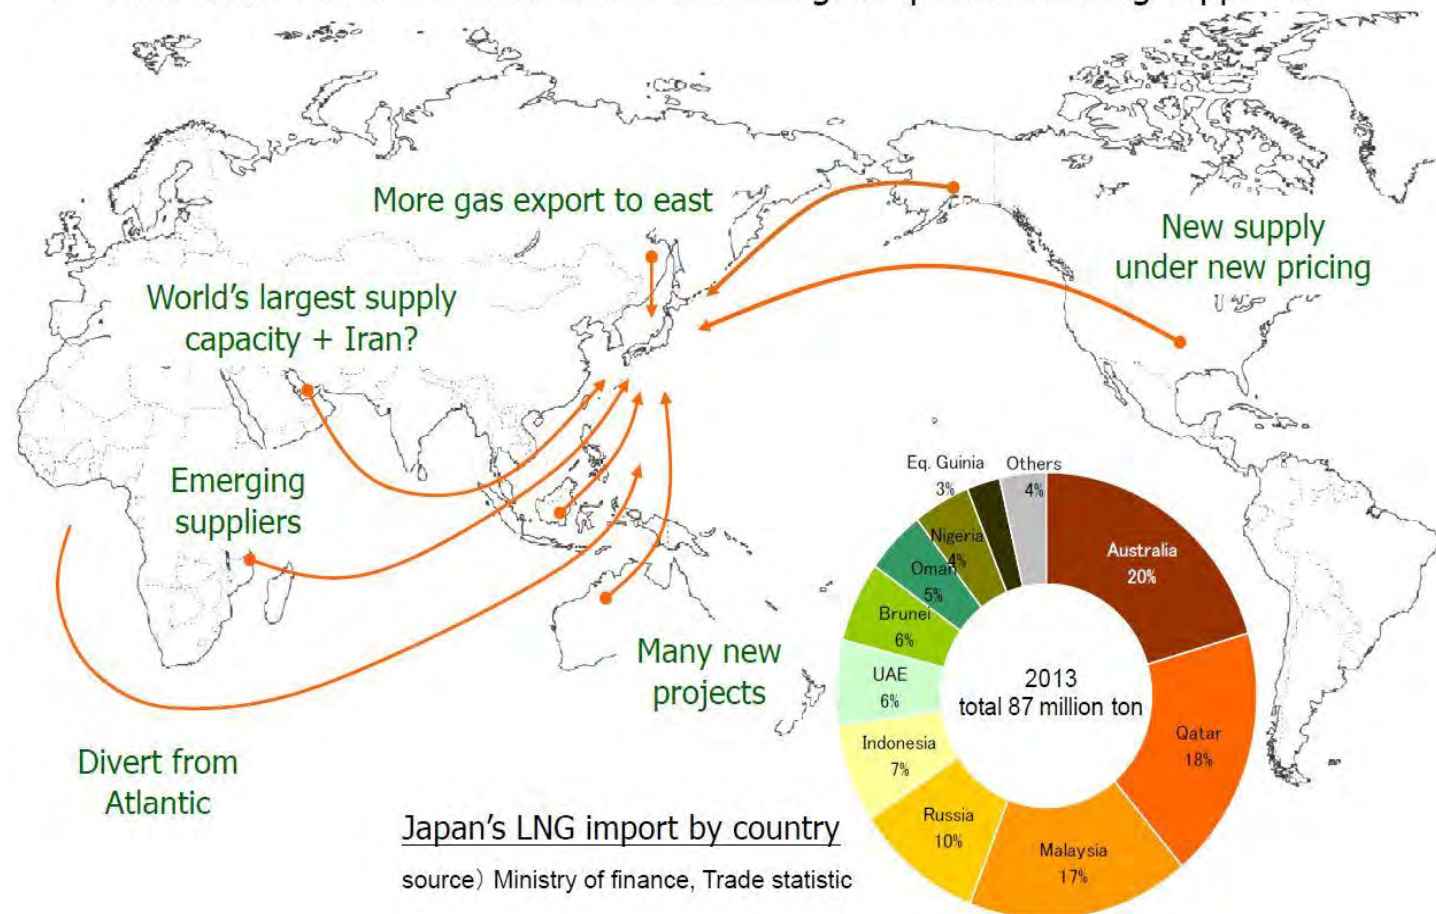 More gas export to east
New supply
under new pricing
World's largest supply
capacity + Iran?
Emerging
suppliers
Many new
projects
Divert from
Atlantic
Eq. Guinia
3%
Others
4%
Australia
20%
Nigeria
4%
Oman
5%
Brunei
6%
UAE
6%
2013
total 87 million ton
Qatar
18%
Indonesia
7%
Russia
10%
Malaysia
17%
Japan's LNG import by country
source) Ministry of finance, Trade statistic